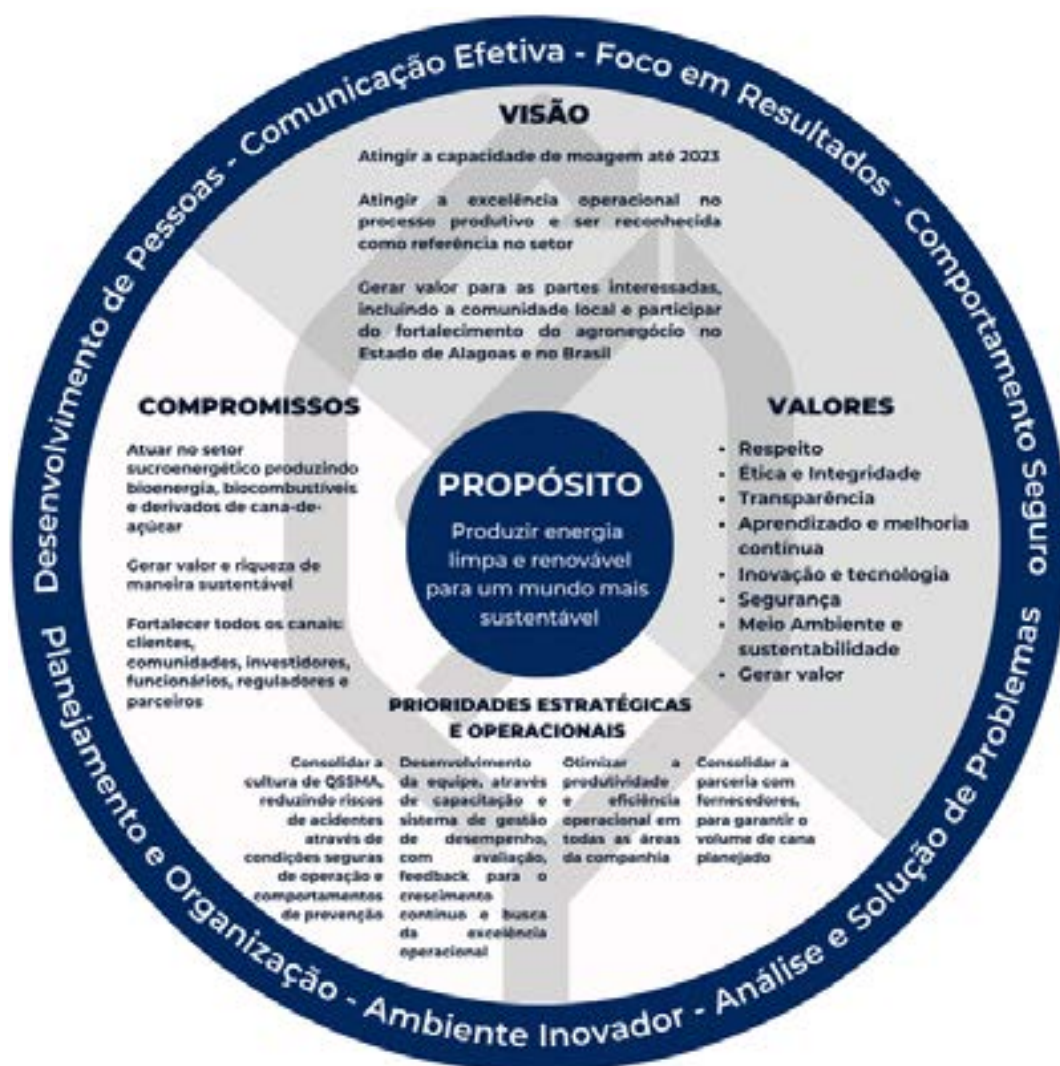 Desenvolvimento de Pessoas - Comunicação Efetiva - Foco em Resultados - Comportamento Seguro
VISÃO
Atingir a capacidade de moagem até 2023
Atingir a excelência operacional no
processo produtivo e ser reconhecida
como referência no setor
Gerar valor para as partes interessadas,
incluindo a comunidade local e participar
do fortalecimento do agronegócio no
Estado de Alagoas e no Brasil
COMPROMISSOS
Atuar no setor
sucroenergético produzindo
bioenergia, biocombustíveis
e derivados de cana-de-
açúcar
Gerar valor e riqueza de
maneira sustentável
Fortalecer todos os canais:
clientes,
comunidades, investidores,
funcionários, reguladores e
parceiros
PROPÓSITO
Produzir energia
limpa e renovável
para um mundo mais
sustentável
VALORES
• Respeito
• Ética e Integridade
• Transparência
• Aprendizado e melhoria
contínua
• Inovação e tecnologia
• Segurança
• Meio Ambiente e
sustentabilidade
• Gerar valor
PRIORIDADES ESTRATÉGICAS
E OPERACIONAIS
Consolidar a
cultura de QSSMA,
reduzindo riscos
de acidentes
através de
condições seguras
de operação e
comportamentos
de prevenção
Desenvolvimento
da equipe, através
de capacitação e
sistema de gestão
de desempenho,
com avaliação,
feedback para o
crescimento
contínuo e busca
da excelência
operacional
Otimizar a
produtividade
e eficiência
operacional em
todas as áreas
da companhia
Consolidar a
parceria com
fornecedores,
para garantir o
volume de cana
planejado
Planejamento e Organização - Ambiente Inovador - Análise e Solução de Problemas